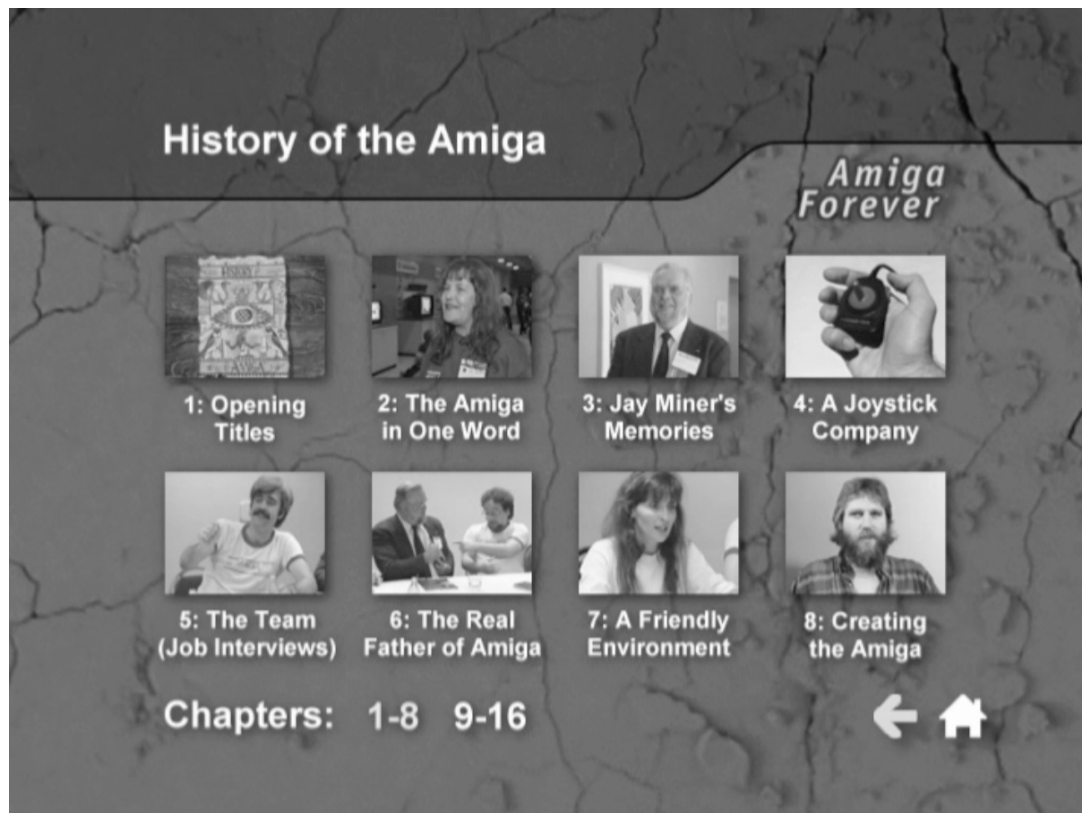 History of the Amiga
Amiga
Forever
HISTORY
AMIGA
1: Opening
Titles
2: The Amiga
in One Word
3: Jay Miner's
Memories
4: A Joystick
Company
5: The Team
(Job Interviews)
6: The Real
Father of Amiga
7: A Friendly
Environment
8: Creating
the Amiga
Chapters: 1-8 9-16